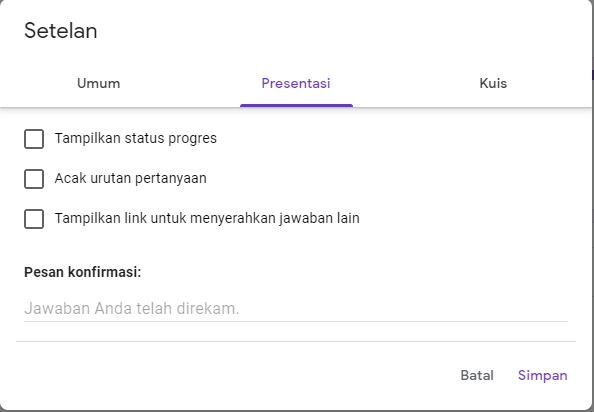 Setelan
Umum Presentasi Kuis
Tampilkan status progres
Acak urutan pertanyaan
Tampilkan link untuk menyerahkan jawaban lain
Pesan konfirmasi:
Jawaban Anda telah direkam.
Batal Simpan